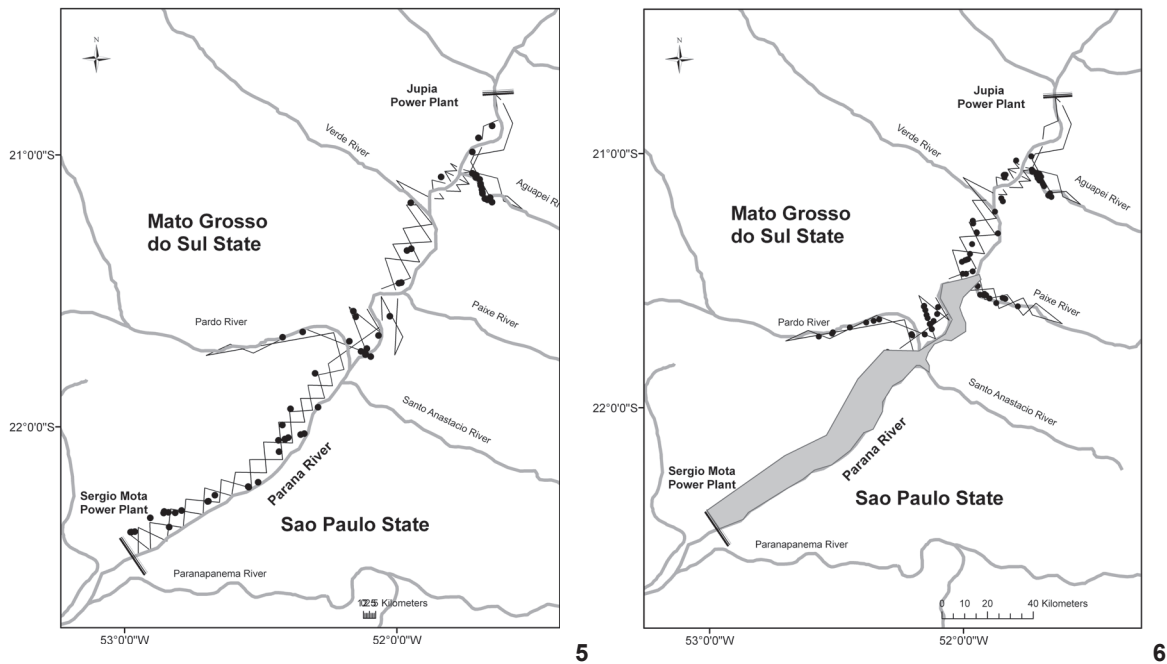 N
Jupia
Power Plant
Verde River
21°0'0"S
Aguapei Ri
Mato Grosso
do Sul State
Paixe River
Pardo River
Santo Anastacio River
22°0'0"S
Parana River
Sergio Mota
Power Plant
Sao Paulo State
Paranapanema River
Kilometers
53°0'0"W
52°0'0"W
5
N
Jupia
Power Plant
Verde River
21°0'0"S
Aguapei River
Mato Grosso
do Sul State
Paixe River
Pardo River
Santo Anastacio River
22°0'0"S
Parana River
Sergio Mota
Power Plant
Sao Paulo State
Paranapanema River
0 10 20 40 Kilometers
53°0'0"W
52°0'0"W
6